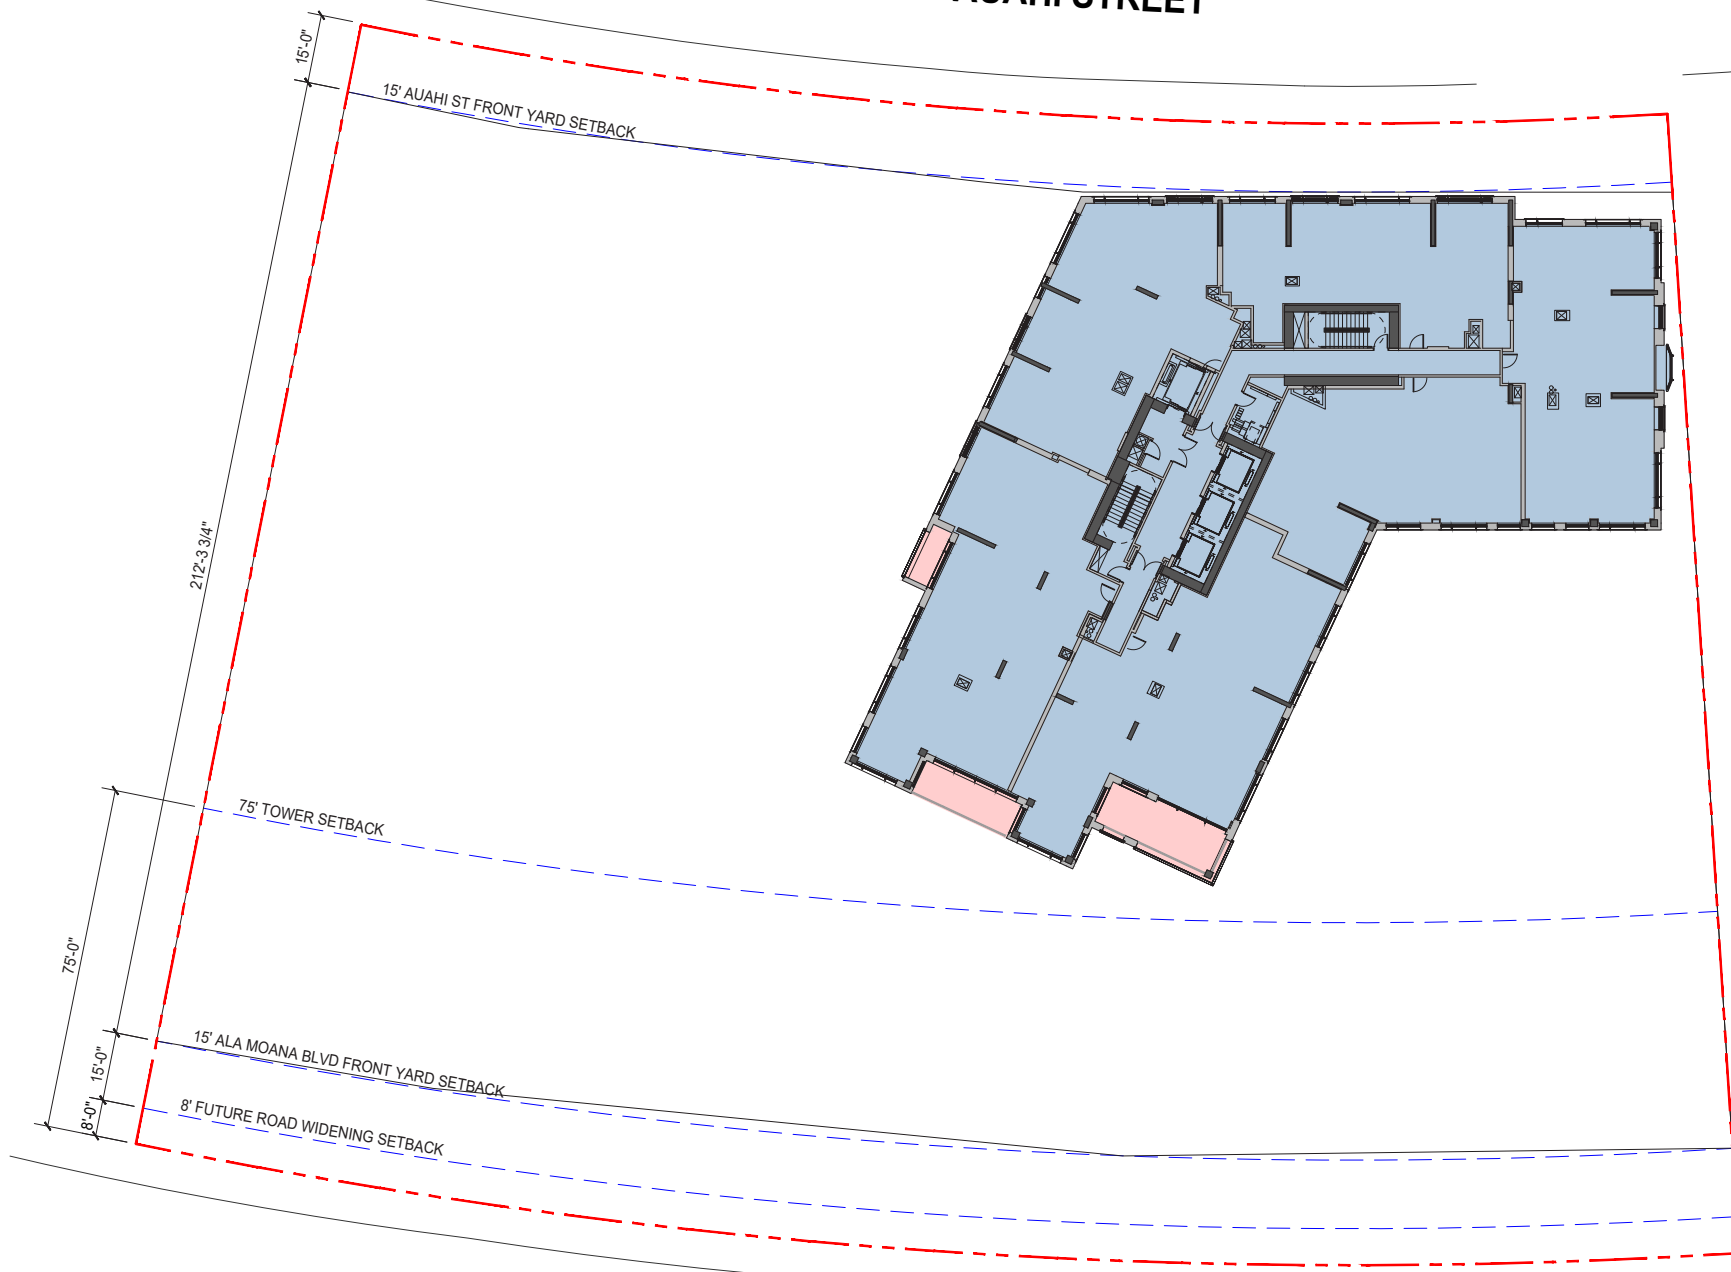 STREET
15'-0"
15' AUAHI ST FRONT YARD SETBACK
212'-3 3/4"
75' TOWER SETBACK
75'-0"
15' ALA MOANA BLVD FRONT YARD SETBACK
15'-0"
8' FUTURE ROAD WIDENING SETBACK
8'-0"